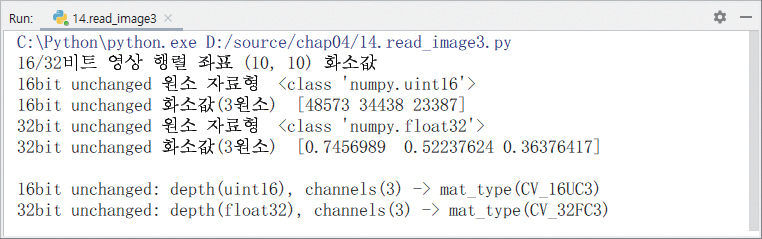 Run: 14.read_image3 ×
C:\Python\python.exe D:/source/chap04/14.read_image3.py
16/32비트 영상 행렬 좌표 (10, 10) 화소값
16bit unchanged 원소 자료형  <class 'numpy.uint16'>
16bit unchanged 화소값(3원소)  [48573 34438 23387]
32bit unchanged 원소 자료형  <class 'numpy.float32'>
32bit unchanged 화소값(3원소)  [0.7456989  0.52237624 0.36376417]
16bit unchanged: depth(uint16), channels(3) -> mat_type(CV_16UC3)
32bit unchanged: depth(float32), channels(3) -> mat_type(CV_32FC3)